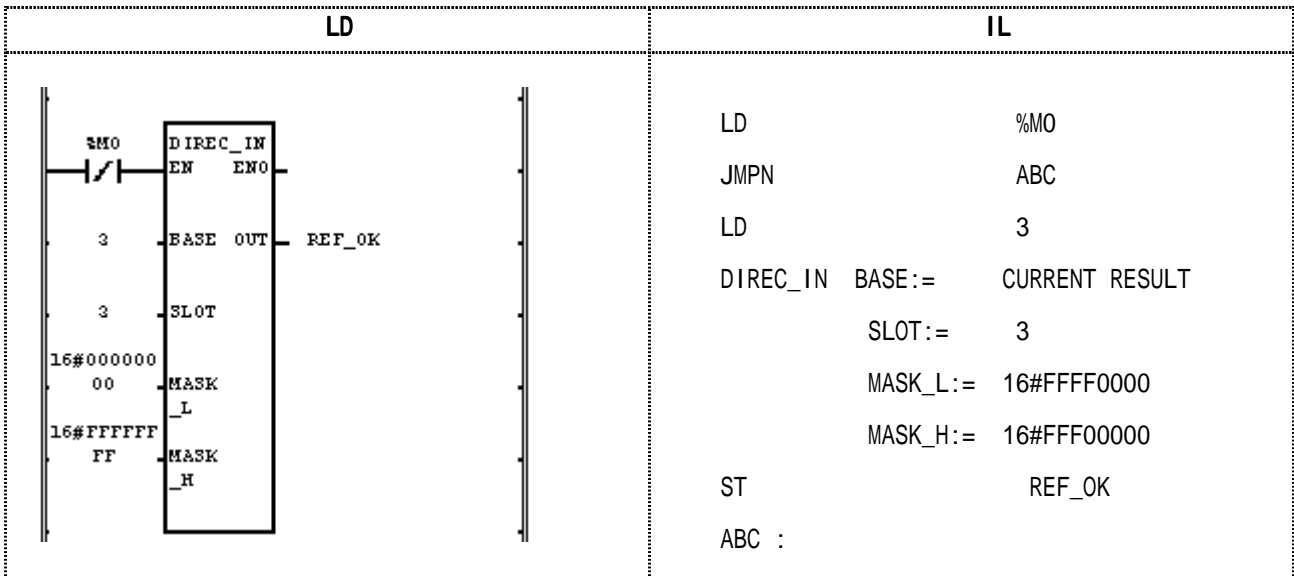 LD
IL
%M0
DIREC_IN
EN ENO
3 BASE OUT REF_OK
3 SLOT
16#000000
00 MASK
_L
16#FFFFFF
FF MASK
_H
LD %M0
JMPN ABC
LD 3
DIREC_IN BASE:= CURRENT RESULT
SLOT:= 3
MASK_L:= 16#FFFF0000
MASK_H:= 16#FFF00000
ST REF_OK
ABC :